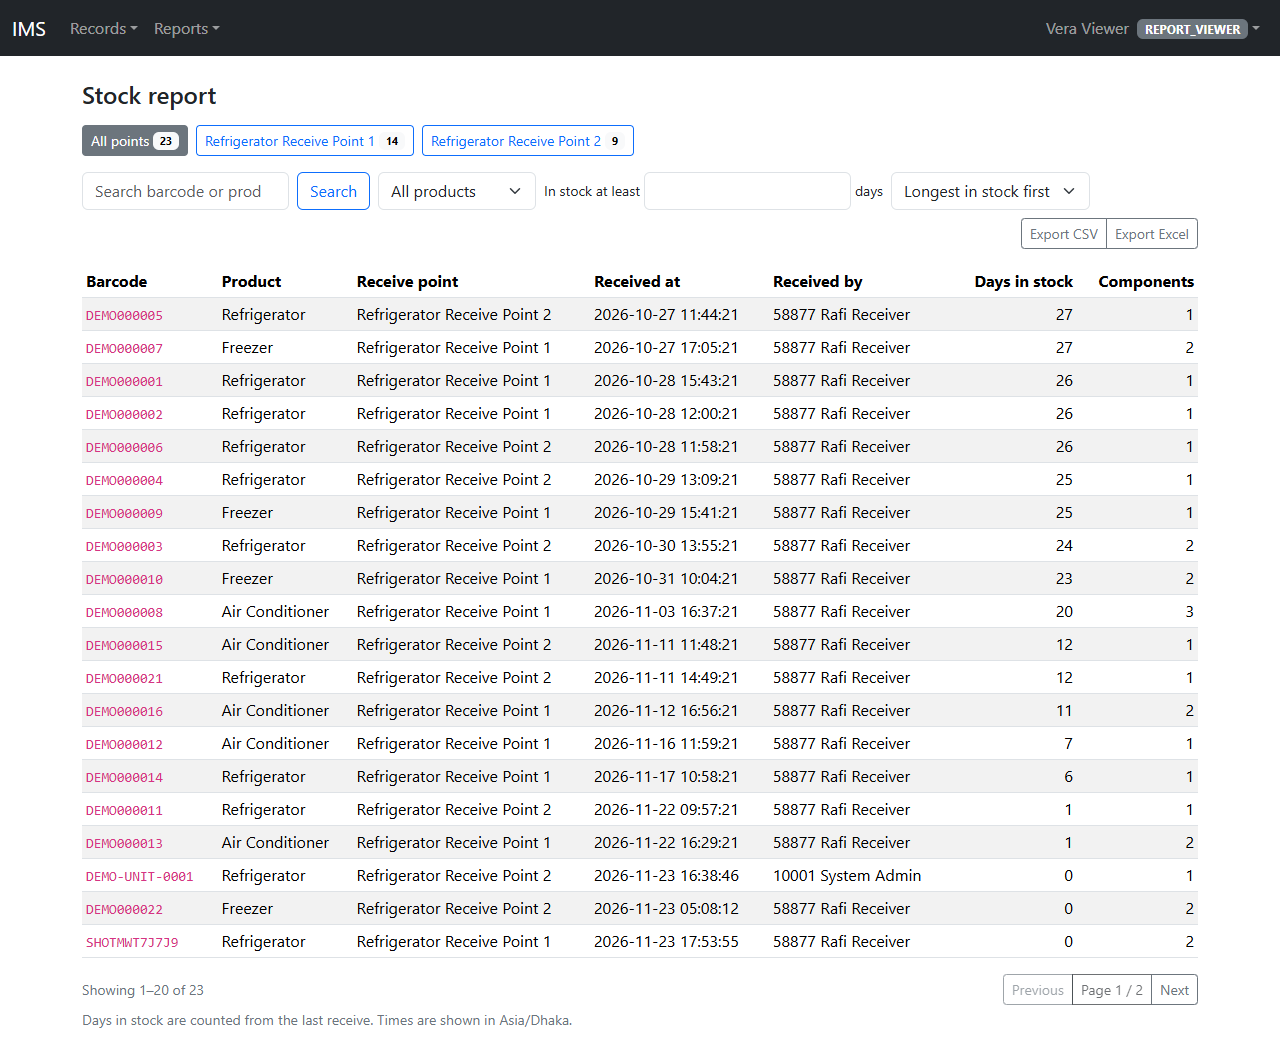 IMS Records Reports Vera Viewer REPORT_VIEWER
Stock report
All points 23 Refrigerator Receive Point 1 14 Refrigerator Receive Point 2 9
Search barcode or prod Search All products In stock at least days Longest in stock first
Export CSV Export Excel
Barcode Product Receive point Received at Received by Days in stock Components
DEMO000005 Refrigerator Refrigerator Receive Point 2 2026-10-27 11:44:21 58877 Rafi Receiver 27 1
DEMO000007 Freezer Refrigerator Receive Point 1 2026-10-27 17:05:21 58877 Rafi Receiver 27 2
DEMO000001 Refrigerator Refrigerator Receive Point 1 2026-10-28 15:43:21 58877 Rafi Receiver 26 1
DEMO000002 Refrigerator Refrigerator Receive Point 1 2026-10-28 12:00:21 58877 Rafi Receiver 26 1
DEMO000006 Refrigerator Refrigerator Receive Point 2 2026-10-28 11:58:21 58877 Rafi Receiver 26 1
DEMO000004 Refrigerator Refrigerator Receive Point 2 2026-10-29 13:09:21 58877 Rafi Receiver 25 1
DEMO000009 Freezer Refrigerator Receive Point 1 2026-10-29 15:41:21 58877 Rafi Receiver 25 1
DEMO000003 Refrigerator Refrigerator Receive Point 2 2026-10-30 13:55:21 58877 Rafi Receiver 24 2
DEMO000010 Freezer Refrigerator Receive Point 1 2026-10-31 10:04:21 58877 Rafi Receiver 23 2
DEMO000008 Air Conditioner Refrigerator Receive Point 1 2026-11-03 16:37:21 58877 Rafi Receiver 20 3
DEMO000015 Air Conditioner Refrigerator Receive Point 2 2026-11-11 11:48:21 58877 Rafi Receiver 12 1
DEMO000021 Refrigerator Refrigerator Receive Point 2 2026-11-11 14:49:21 58877 Rafi Receiver 12 1
DEMO000016 Air Conditioner Refrigerator Receive Point 1 2026-11-12 16:56:21 58877 Rafi Receiver 11 2
DEMO000012 Air Conditioner Refrigerator Receive Point 1 2026-11-16 11:59:21 58877 Rafi Receiver 7 1
DEMO000014 Refrigerator Refrigerator Receive Point 1 2026-11-17 10:58:21 58877 Rafi Receiver 6 1
DEMO000011 Refrigerator Refrigerator Receive Point 2 2026-11-22 09:57:21 58877 Rafi Receiver 1 1
DEMO000013 Air Conditioner Refrigerator Receive Point 1 2026-11-22 16:29:21 58877 Rafi Receiver 1 2
DEMO-UNIT-0001 Refrigerator Refrigerator Receive Point 2 2026-11-23 16:38:46 10001 System Admin 0 1
DEMO000022 Freezer Refrigerator Receive Point 2 2026-11-23 05:08:12 58877 Rafi Receiver 0 2
SHOTMWT7J7J9 Refrigerator Refrigerator Receive Point 1 2026-11-23 17:53:55 58877 Rafi Receiver 0 2
Showing 1–20 of 23 Previous Page 1 / 2 Next
Days in stock are counted from the last receive. Times are shown in Asia/Dhaka.